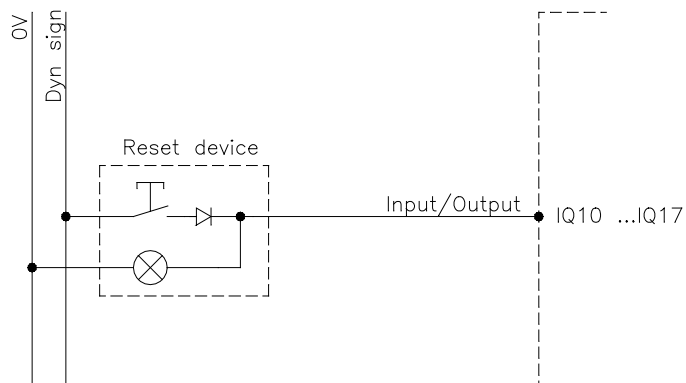 0V
Dyn sign
Reset device
Input/Output
IQ10 ...IQ17